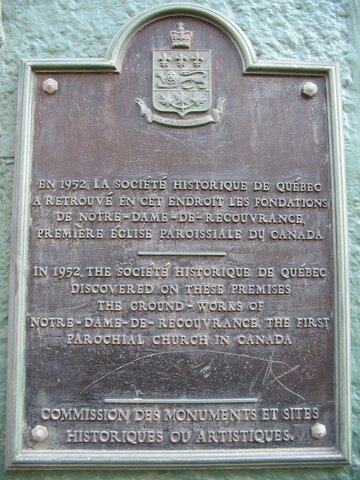 EN 1952, LA SOCIÉTÉ HISTORIQUE DE QUÉBEC
A RETROUVÉ EN CET ENDROIT LES FONDATIONS
DE NOTRE-DAME-DE-RECOUVRANCE,
PREMIÈRE ÉGLISE PAROISSIALE DU CANADA
IN 1952, THE SOCIÉTÉ HISTORIQUE DE QUÉBEC
DISCOVERED ON THESE PREMISES
THE GROUND-WORKS OF
NOTRE-DAME-DE-RECOUVRANCE, THE FIRST
PAROCHIAL CHURCH IN CANADA
COMMISSION DES MONUMENTS ET SITES
HISTORIQUES OU ARTISTIQUES.